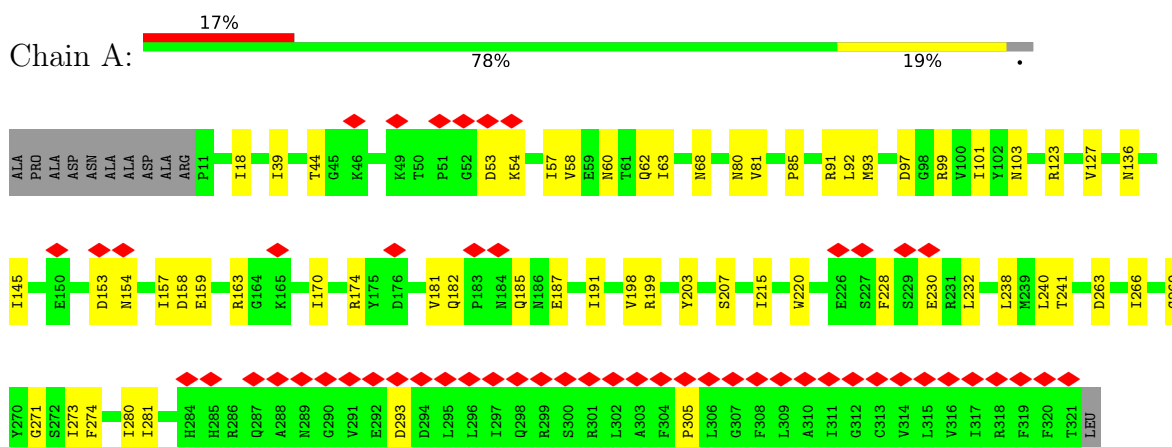 17%
Chain A:
78% 19% •
ALA PRO ALA ASP ASN ALA ALA ASP ALA ARG P11 I18 I39 T44 G45 K46 K49 T50 P51 G52 D53 K54 I57 V58 E59 N60 T61 Q62 I63 N68 N80 V81 P85 R91 L92 M93 D97 G98 R99 V100 I101 Y102 N103 R123 V127 N136
I145 E150 D153 N154 I157 D158 E159 R163 G164 K165 I170 R174 Y175 D176 V181 Q182 P183 N184 Q185 N186 E187 I191 V198 R199 Y203 S207 I215 W220 E226 S227 F228 S229 E230 R231 L232 L238 M239 L240 T241 D263 I266
Y270 G271 S272 I273 F274 I280 I281 H284 H285 R286 Q287 A288 N289 G290 V291 E292 D293 D294 L295 L296 I297 Q298 R299 S300 R301 L302 A303 F304 P305 L306 G307 F308 L309 A310 I311 G312 C313 V314 L315 V316 I317 R318 F319 F320 T321 LEU